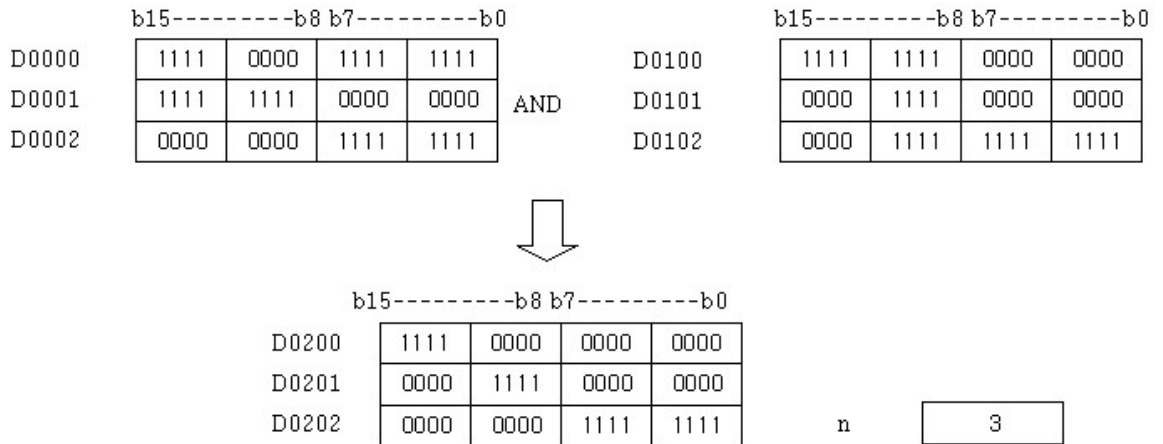 b15---------b8 b7---------b0 b15---------b8 b7---------b0
D0000 1111 0000 1111 1111 D0100 1111 1111 0000 0000
D0001 1111 1111 0000 0000 AND D0101 0000 1111 0000 0000
D0002 0000 0000 1111 1111 D0102 0000 1111 1111 1111
b15---------b8 b7---------b0
D0200 1111 0000 0000 0000
D0201 0000 1111 0000 0000
D0202 0000 0000 1111 1111 n 3